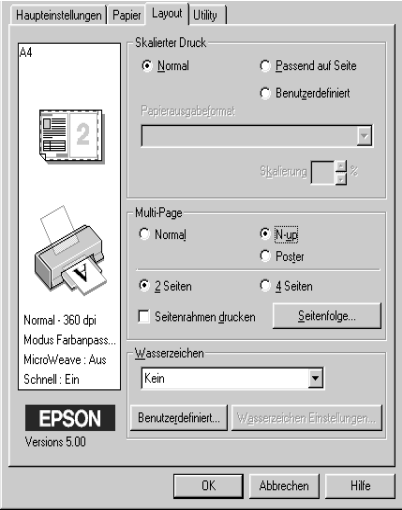 Haupteinstellungen Papier Layout Utility
A4
2
A
Normal - 360 dpi
Modus Farbanpass...
MicroWeave : Aus
Schnell : Ein
EPSON
Versions 5.00
Skalierter Druck
Normal Passend auf Seite
Benutzerdefiniert
Papierausgabeformat
Skalierung %
Multi-Page
Normal N-up
Poster
2 Seiten 4 Seiten
Seitenrahmen drucken Seitenfolge...
Wasserzeichen
Kein
Benutzerdefiniert... Wasserzeichen Einstellungen...
OK Abbrechen Hilfe